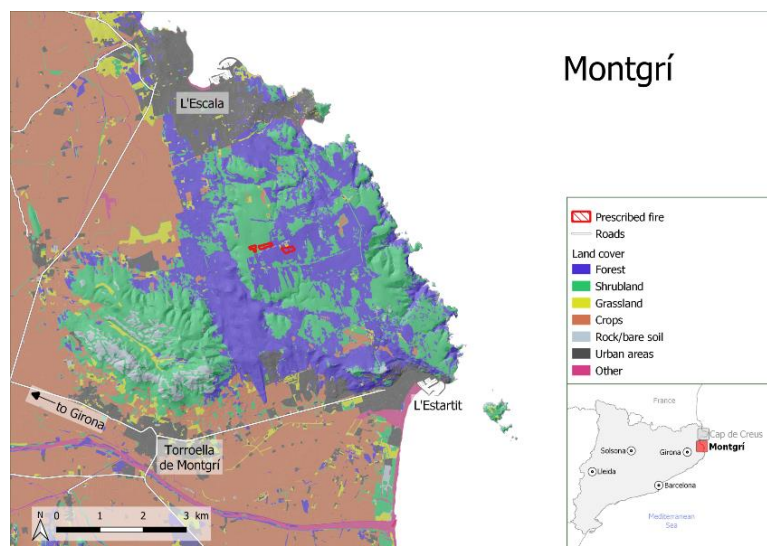 Montgrí
L'Escala
L'Estartit
to Girona
Torroella
de Montgrí
N
0 1 2 3 km
Prescribed fire
Roads
Land cover
Forest
Shrubland
Grassland
Crops
Rock/bare soil
Urban areas
Other
France
Cap de Creus
Montgrí
Solsona
Girona
Lleida
Barcelona
Mediterranean
Sea